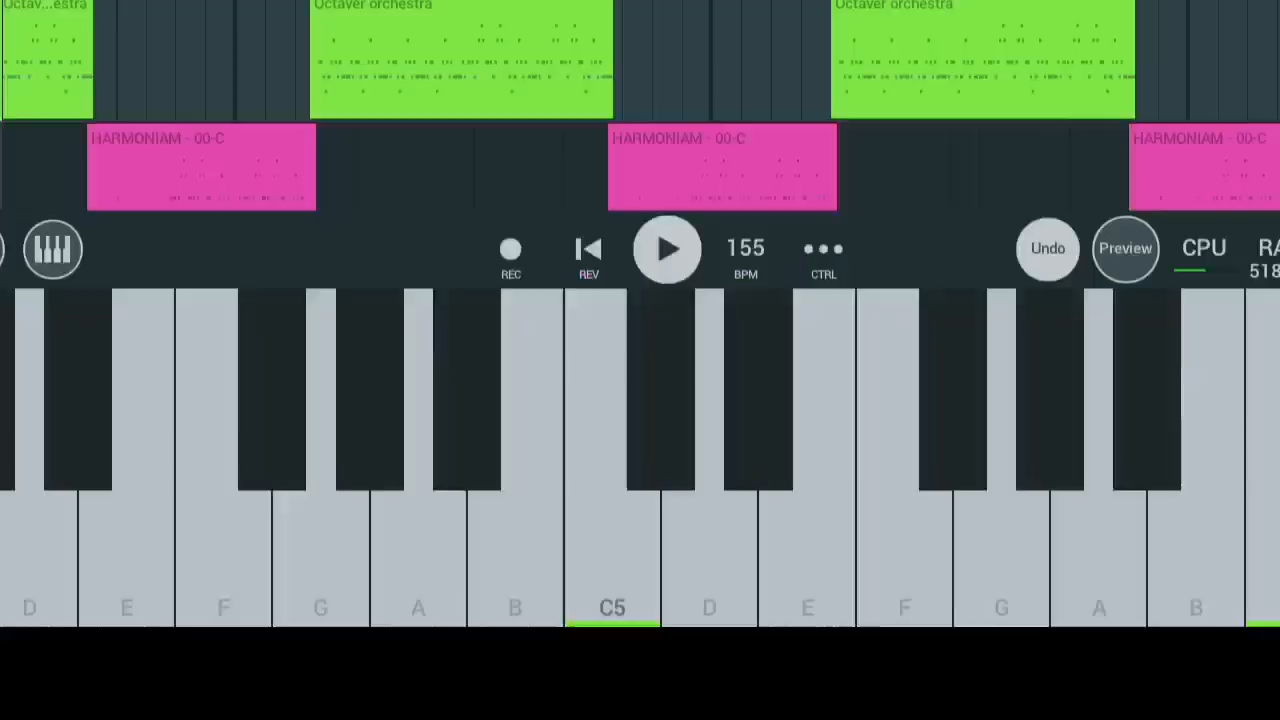 Octav...estra
Octaver orchestra
Octaver orchestra
HARMONIAM - 00-C
HARMONIAM - 00-C
HARMONIAM - 00-C
REC
REV
155
BPM
CTRL
Undo
Preview
CPU
RA
518
D E F G A B C5 D E F G A B